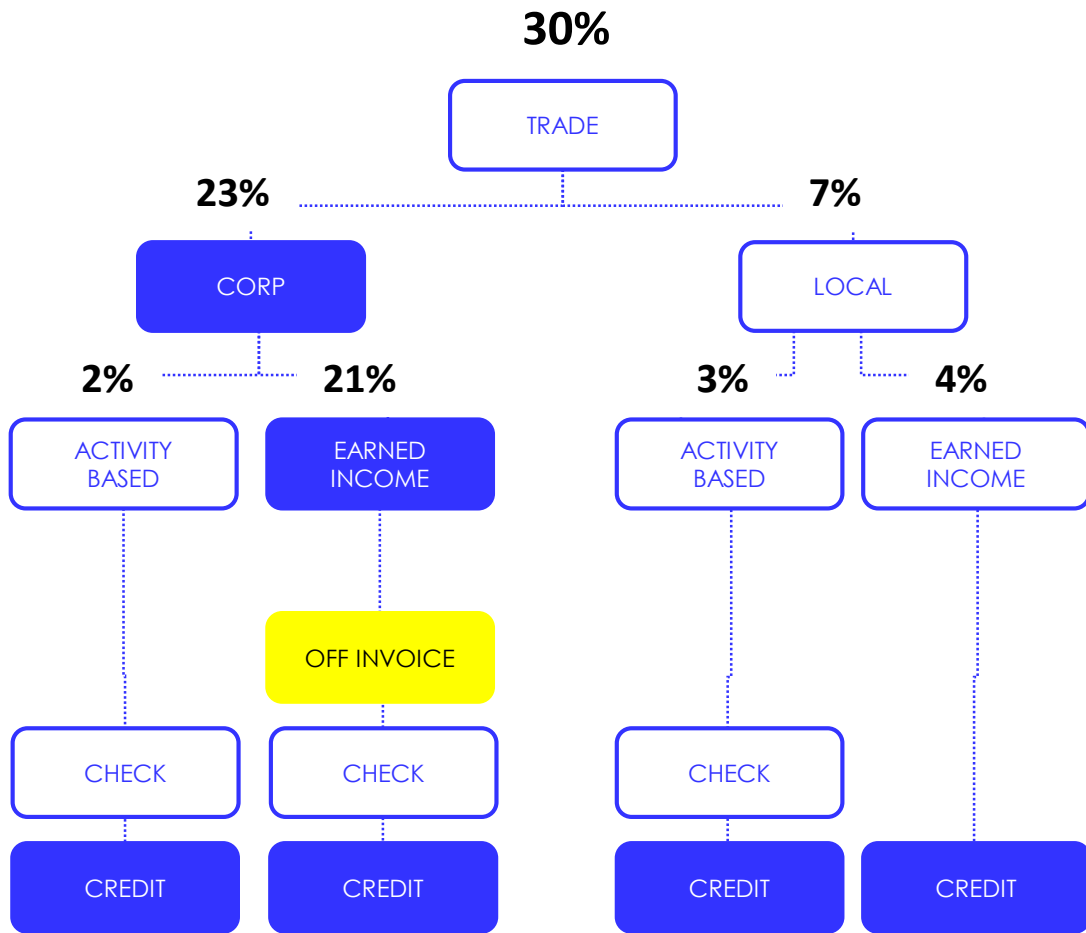 30%
TRADE
23%
7%
CORP
LOCAL
2%
21%
3%
4%
ACTIVITY
BASED
EARNED
INCOME
ACTIVITY
BASED
EARNED
INCOME
OFF INVOICE
CHECK
CHECK
CHECK
CREDIT
CREDIT
CREDIT
CREDIT